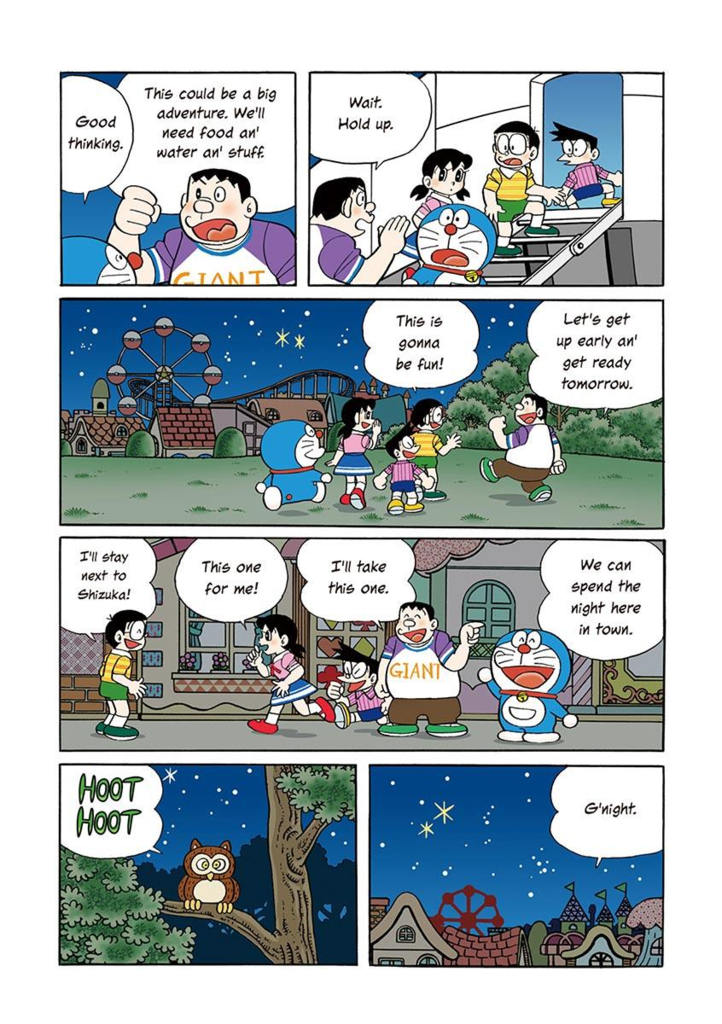 Wait.
Hold up.
This could be a big
adventure. We'll
need food an'
water an' stuff.
Good
thinking.
GIANT
Let's get
up early an'
get ready
tomorrow.
This is
gonna
be fun!
We can
spend the
night here
in town.
I'll take
this one.
GIANT
This one
for me!
I'll stay
next to
Shizuka!
G'night.
HOOT
HOOT